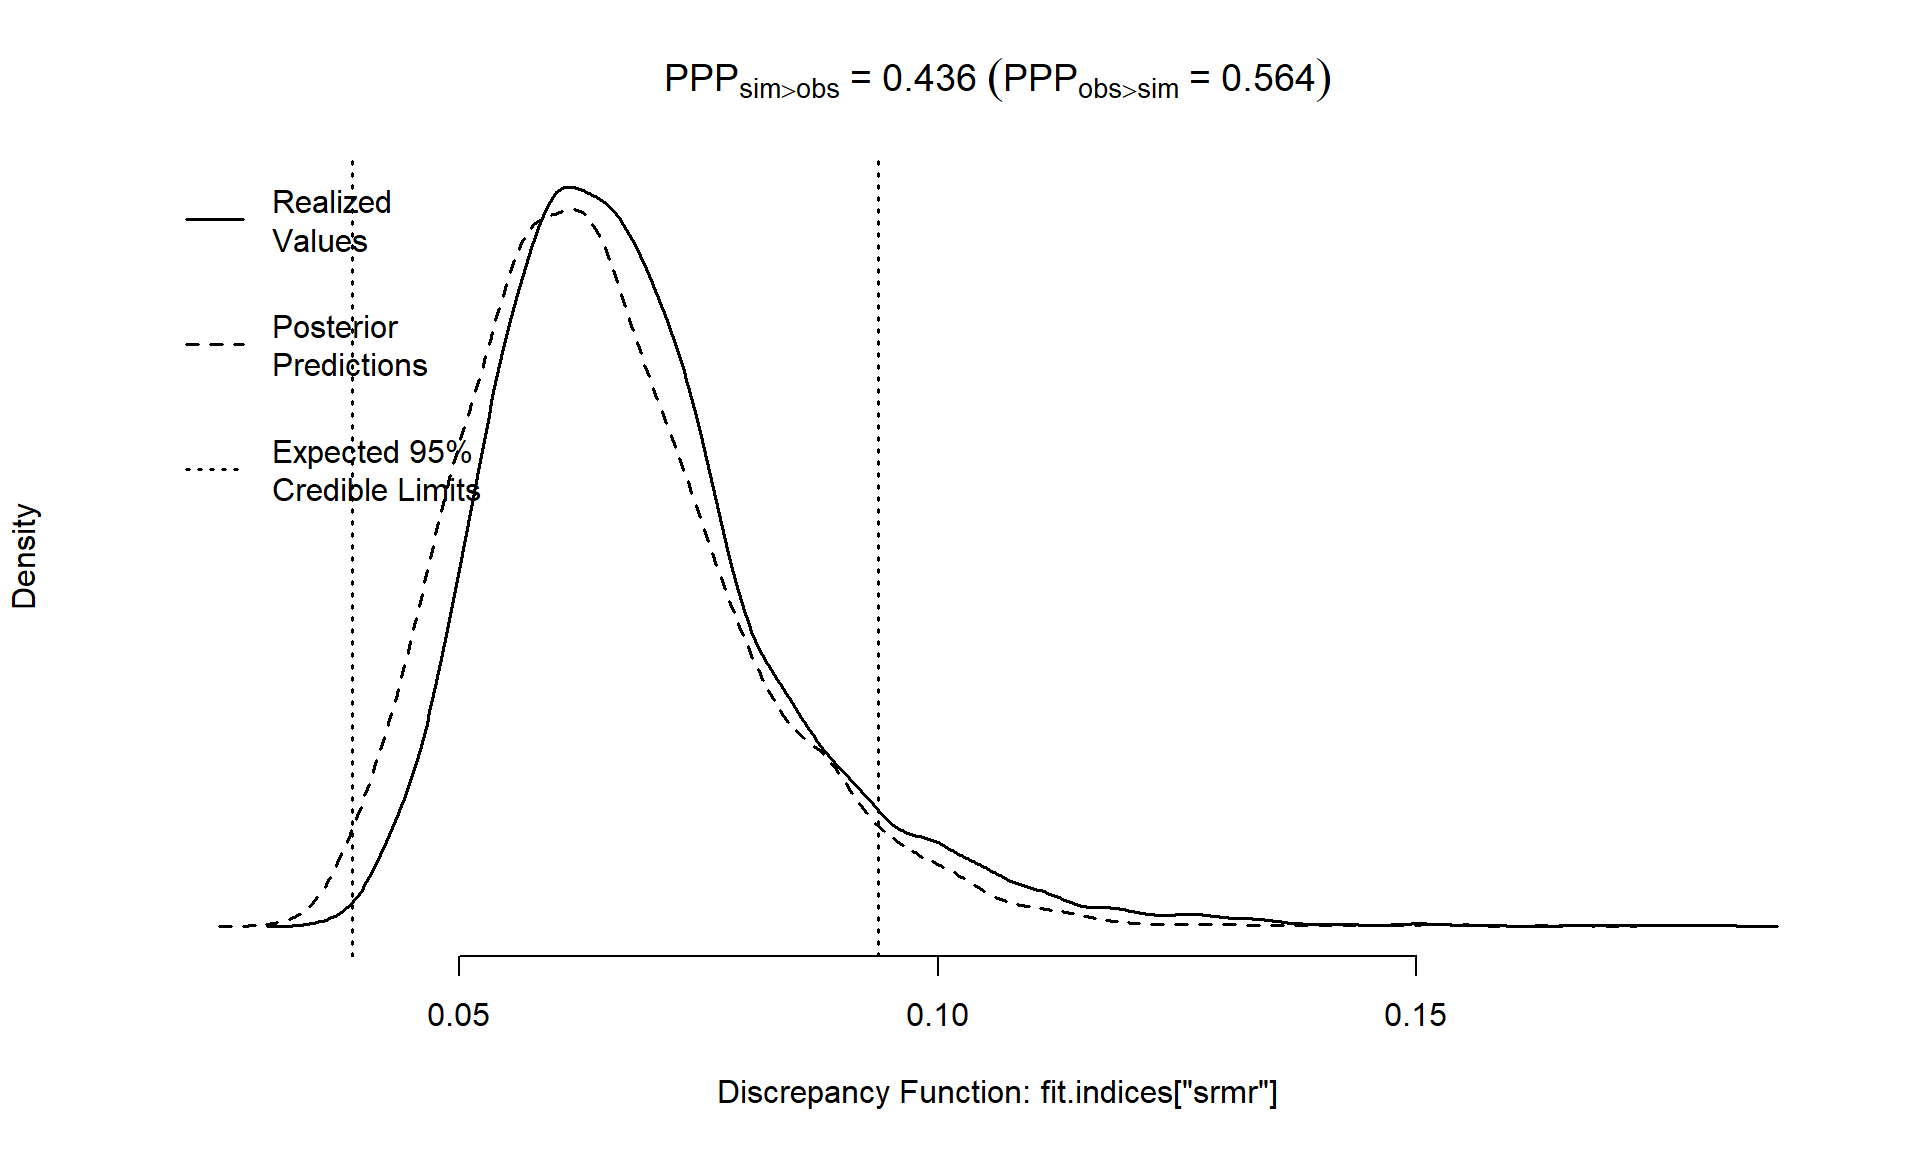 PPPsim>obs = 0.436 (PPPobs>sim = 0.564)
Realized
Values
Posterior
Predictions
Expected 95%
Credible Limits
Density
0.05 0.10 0.15
Discrepancy Function: fit.indices["srmr"]